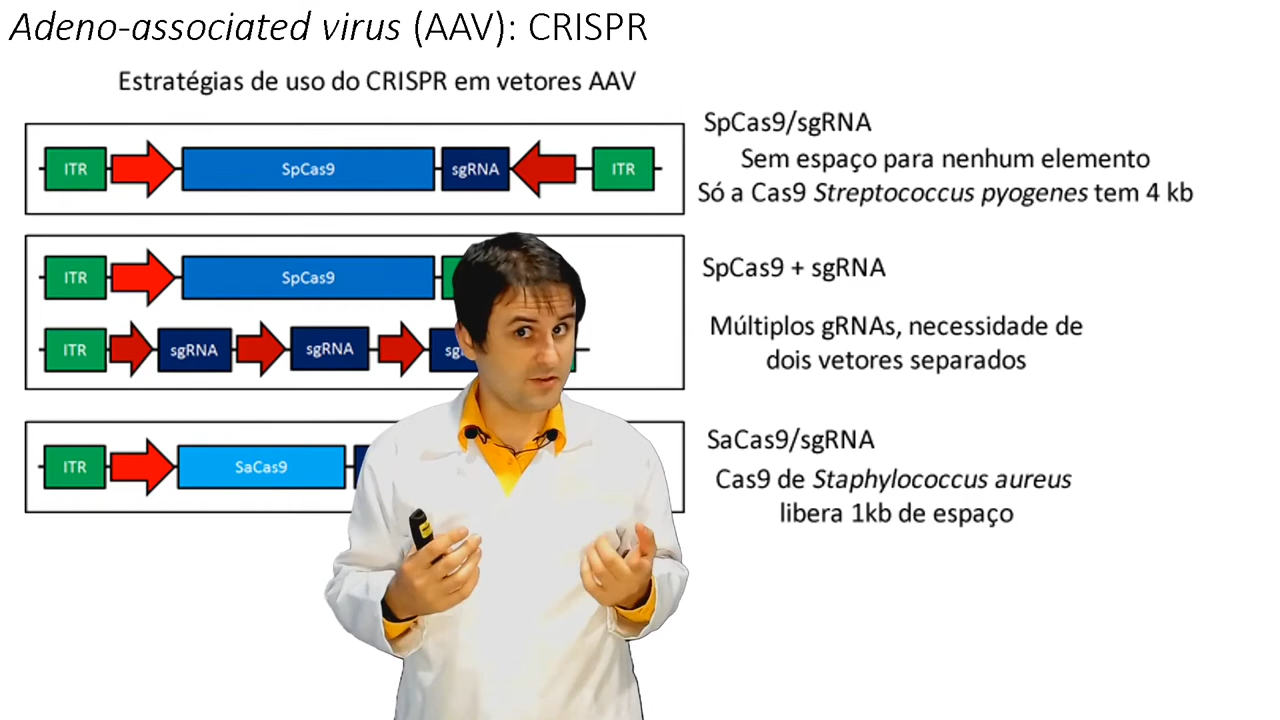 Adeno-associated virus (AAV): CRISPR
Estratégias de uso do CRISPR em vetores AAV
ITR SpCas9 sgRNA ITR
SpCas9/sgRNA
Sem espaço para nenhum elemento
Só a Cas9 Streptococcus pyogenes tem 4 kb
ITR SpCas9
ITR sgRNA sgRNA
SpCas9 + sgRNA
Múltiplos gRNAs, necessidade de
dois vetores separados
ITR SaCas9
SaCas9/sgRNA
Cas9 de Staphylococcus aureus
libera 1kb de espaço